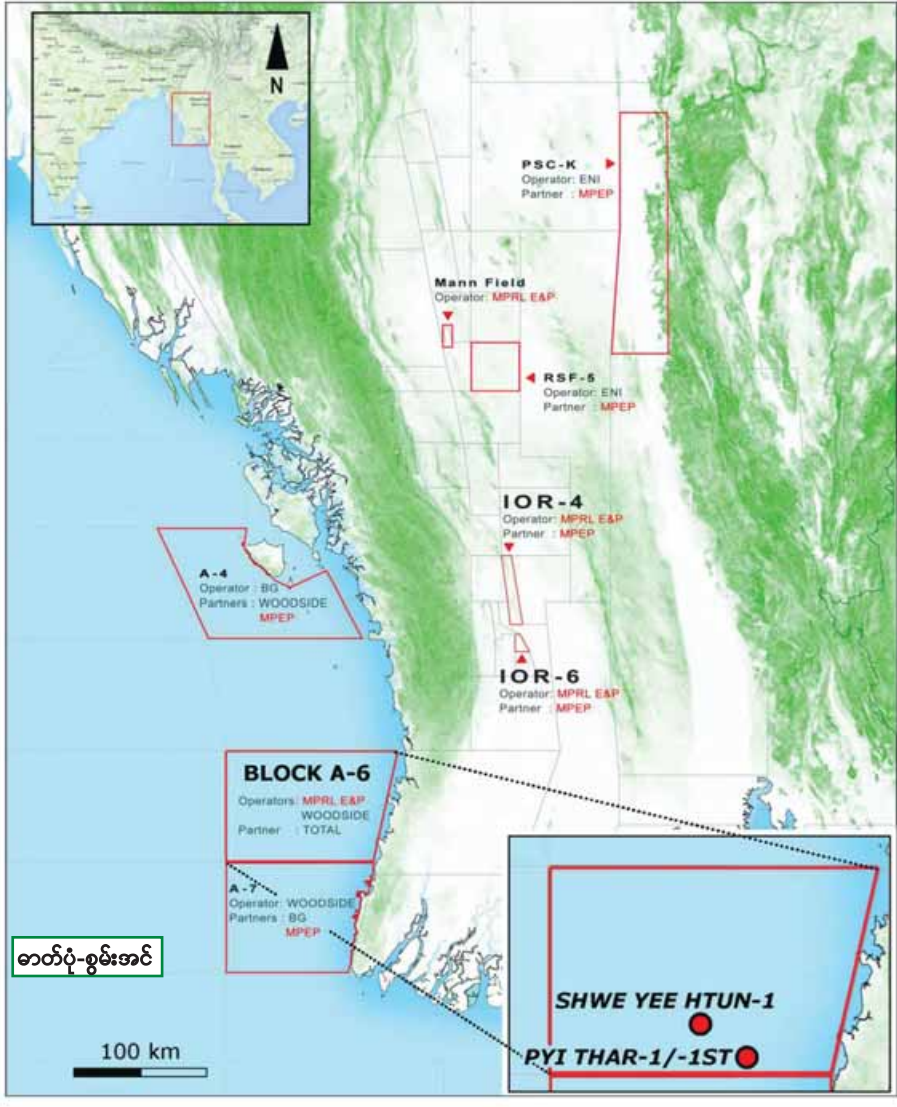 N
PSC-K
Operator: ENI
Partner : MPEP
Mann Field
Operator: MPRL E&P
RSF-5
Operator: ENI
Partner : MPEP
IOR-4
Operator: MPRL E&P
Partner : MPEP
A-4
Operator : BG
Partners : WOODSIDE
MPEP
IOR-6
Operator: MPRL E&P
Partner : MPEP
BLOCK A-6
Operators: MPRL E&P
WOODSIDE
Partner : TOTAL
A-7
Operator: WOODSIDE
Partners : BG
MPEP
ဓာတ်ပုံ-စွမ်းအင်
100 km
SHWE YEE HTUN-1
PYI THAR-1/-1ST